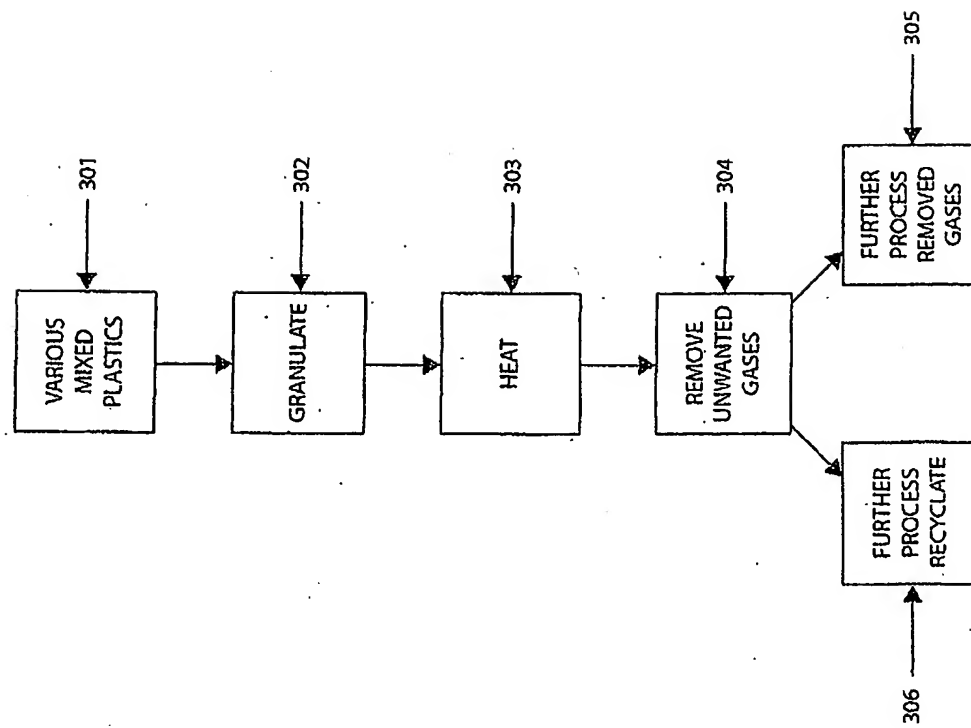 VARIOUS
MIXED
PLASTICS
301
GRANULATE
302
HEAT
303
REMOVE
UNWANTED
GASES
304
FURTHER
PROCESS
REMOVED
GASES
305
FURTHER
PROCESS
RECYCLATE
306